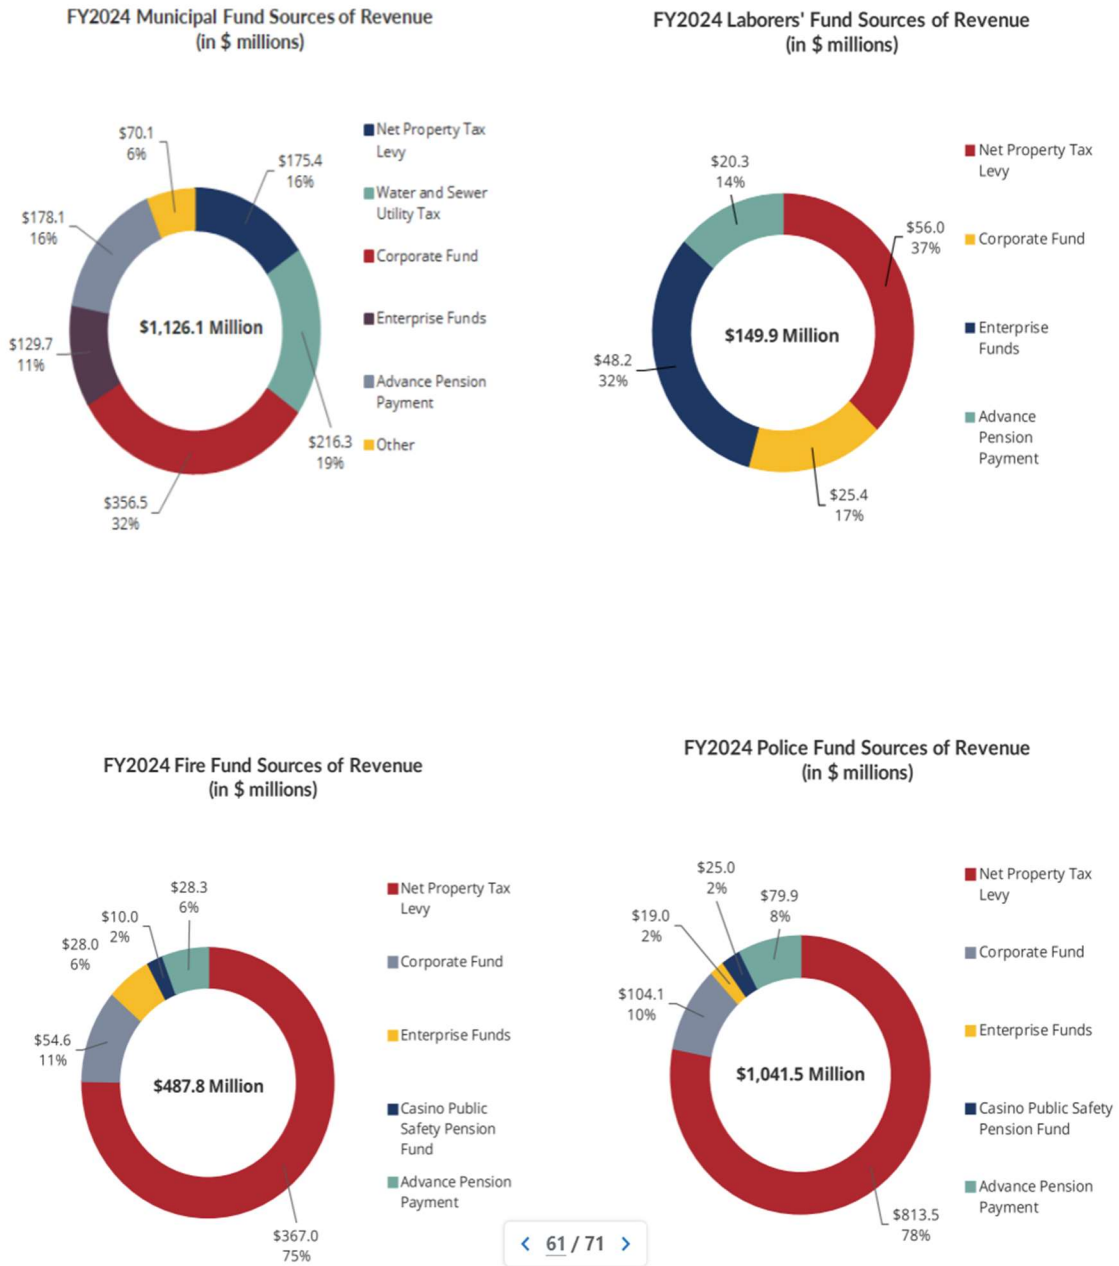 FY2024 Municipal Fund Sources of Revenue
(in $ millions)
$70.1
6%
$175.4
16%
$178.1
16%
$129.7
11%
$1,126.1 Million
$216.3
19%
$356.5
32%
Net Property Tax
Levy
Water and Sewer
Utility Tax
Corporate Fund
Enterprise Funds
Advance Pension
Payment
Other
FY2024 Laborers' Fund Sources of Revenue
(in $ millions)
$20.3
14%
$56.0
37%
$149.9 Million
$48.2
32%
$25.4
17%
Net Property Tax
Levy
Corporate Fund
Enterprise
Funds
Advance
Pension
Payment
FY2024 Fire Fund Sources of Revenue
(in $ millions)
$28.3
6%
$10.0
2%
$28.0
6%
$54.6
11%
$487.8 Million
$367.0
75%
Net Property Tax
Levy
Corporate Fund
Enterprise Funds
Casino Public
Safety Pension
Fund
Advance Pension
Payment
FY2024 Police Fund Sources of Revenue
(in $ millions)
$25.0
2%
$79.9
8%
$19.0
2%
$104.1
10%
$1,041.5 Million
$813.5
78%
Net Property Tax
Levy
Corporate Fund
Enterprise Funds
Casino Public Safety
Pension Fund
Advance Pension
Payment
61 / 71